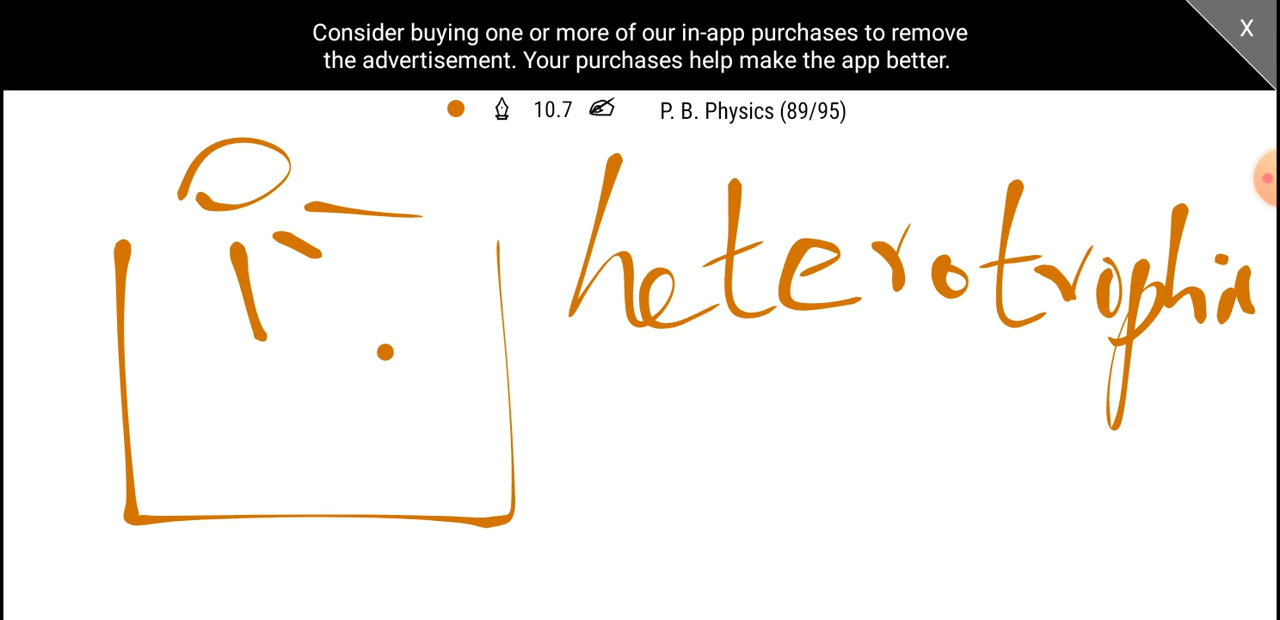 Consider buying one or more of our in-app purchases to remove
the advertisement. Your purchases help make the app better.
X
10.7 P. B. Physics (89/95)
heterotrophic